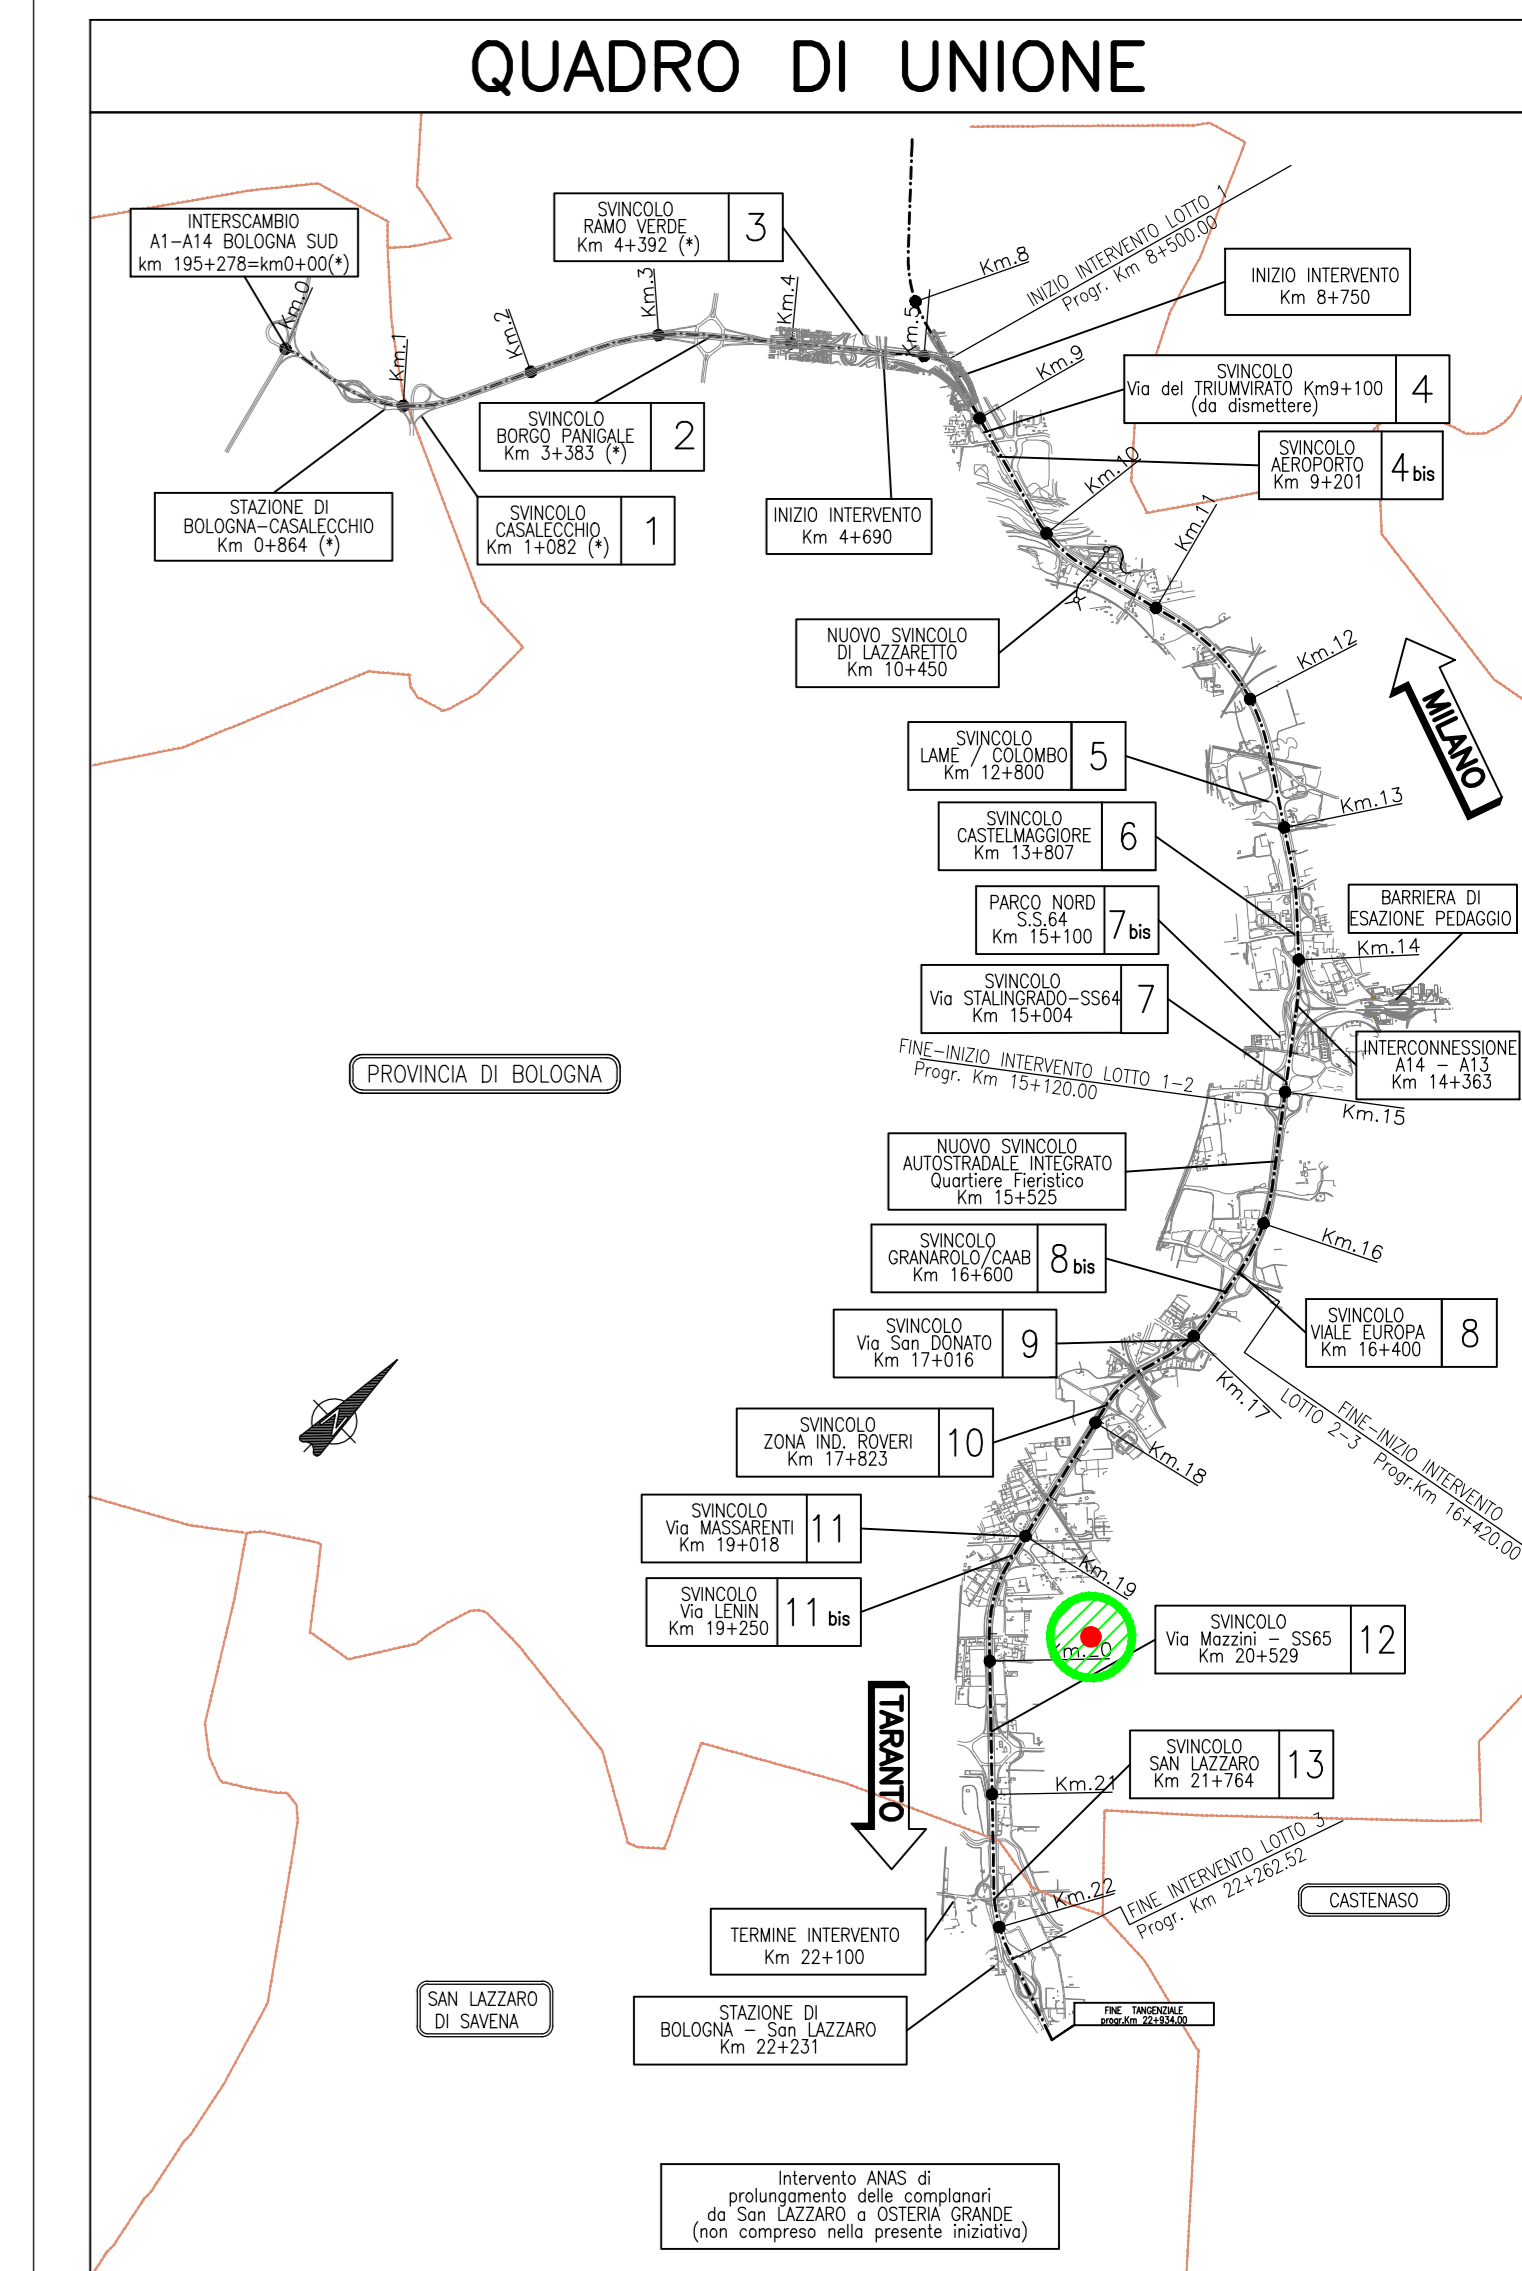 QUADRO DI UNIONE
INTERSCAMBIO
A1-A14 BOLOGNA SUD
km 195+278=km0+00(*)
SVINCOLO
RAMO VERDE
Km 4+392 (*)
3
Km.0
Km.1
Km.2
Km.3
Km.4
Km.5
Km.8
INIZIO INTERVENTO LOTTO 1
Progr. Km 8+500.00
INIZIO INTERVENTO
Km 8+750
Km.9
SVINCOLO
Via del TRIUMVIRATO Km9+100
(da dismettere)
4
SVINCOLO
BORGO PANIGALE
Km 3+383 (*)
2
SVINCOLO
AEROPORTO
Km 9+201
4 bis
Km.10
STAZIONE DI
BOLOGNA-CASALECCHIO
Km 0+864 (*)
SVINCOLO
CASALECCHIO
Km 1+082 (*)
1
INIZIO INTERVENTO
Km 4+690
Km.11
NUOVO SVINCOLO
DI LAZZARETTO
Km 10+450
Km.12
MILANO
SVINCOLO
LAME / COLOMBO
Km 12+800
5
Km.13
SVINCOLO
CASTELMAGGIORE
Km 13+807
6
PARCO NORD
S.S.64
Km 15+100
7 bis
BARRIERA DI
ESAZIONE PEDAGGIO
Km.14
SVINCOLO
Via STALINGRADO-SS64
Km 15+004
7
FINE-INIZIO INTERVENTO LOTTO 1-2
Progr. Km 15+120.00
INTERCONNESSIONE
A14 - A13
Km 14+363
PROVINCIA DI BOLOGNA
Km.15
NUOVO SVINCOLO
AUTOSTRADALE INTEGRATO
Quartiere Fieristico
Km 15+525
SVINCOLO
GRANAROLO/CAAB
Km 16+600
8 bis
Km.16
SVINCOLO
Via San DONATO
Km 17+016
9
SVINCOLO
VIALE EUROPA
Km 16+400
8
Km.17
FINE-INIZIO INTERVENTO
LOTTO 2-3 Progr.Km 16+420.00
SVINCOLO
ZONA IND. ROVERI
Km 17+823
10
Km.18
SVINCOLO
Via MASSARENTI
Km 19+018
11
Km.19
SVINCOLO
Via LENIN
Km 19+250
11 bis
Km.20
SVINCOLO
Via Mazzini - SS65
Km 20+529
12
TARANTO
SVINCOLO
SAN LAZZARO
Km 21+764
13
Km.21
FINE INTERVENTO LOTTO 3
Progr. Km 22+262.52
Km.22
CASTENASO
TERMINE INTERVENTO
Km 22+100
SAN LAZZARO
DI SAVENA
STAZIONE DI
BOLOGNA - San LAZZARO
Km 22+231
FINE TANGENZIALE
progr.Km 22+934.00
Intervento ANAS di
prolungamento delle complanari
da San LAZZARO a OSTERIA GRANDE
(non compreso nella presente iniziativa)